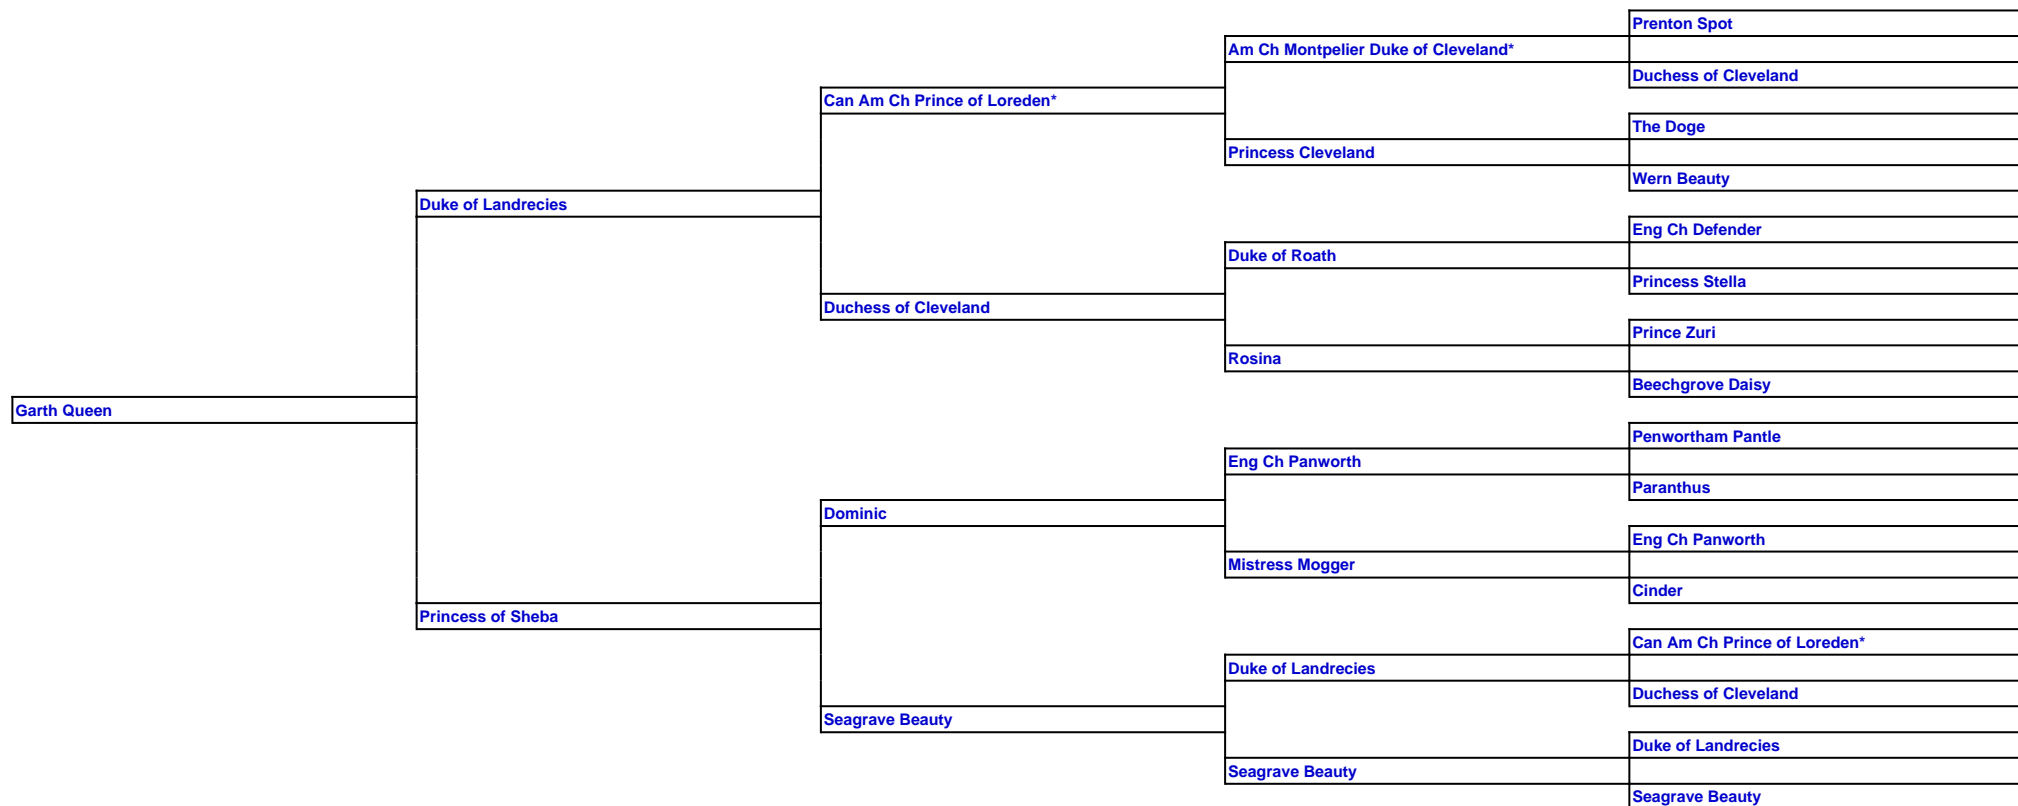 Prenton Spot
Am Ch Montpelier Duke of Cleveland*
Duchess of Cleveland
Can Am Ch Prince of Loreden*
The Doge
Princess Cleveland
Wern Beauty
Duke of Landrecies
Eng Ch Defender
Duke of Roath
Princess Stella
Duchess of Cleveland
Prince Zuri
Rosina
Beechgrove Daisy
Garth Queen
Penwortham Pantle
Eng Ch Panworth
Paranthus
Dominic
Eng Ch Panworth
Mistress Mogger
Cinder
Princess of Sheba
Can Am Ch Prince of Loreden*
Duke of Landrecies
Duchess of Cleveland
Seagrave Beauty
Duke of Landrecies
Seagrave Beauty
Seagrave Beauty